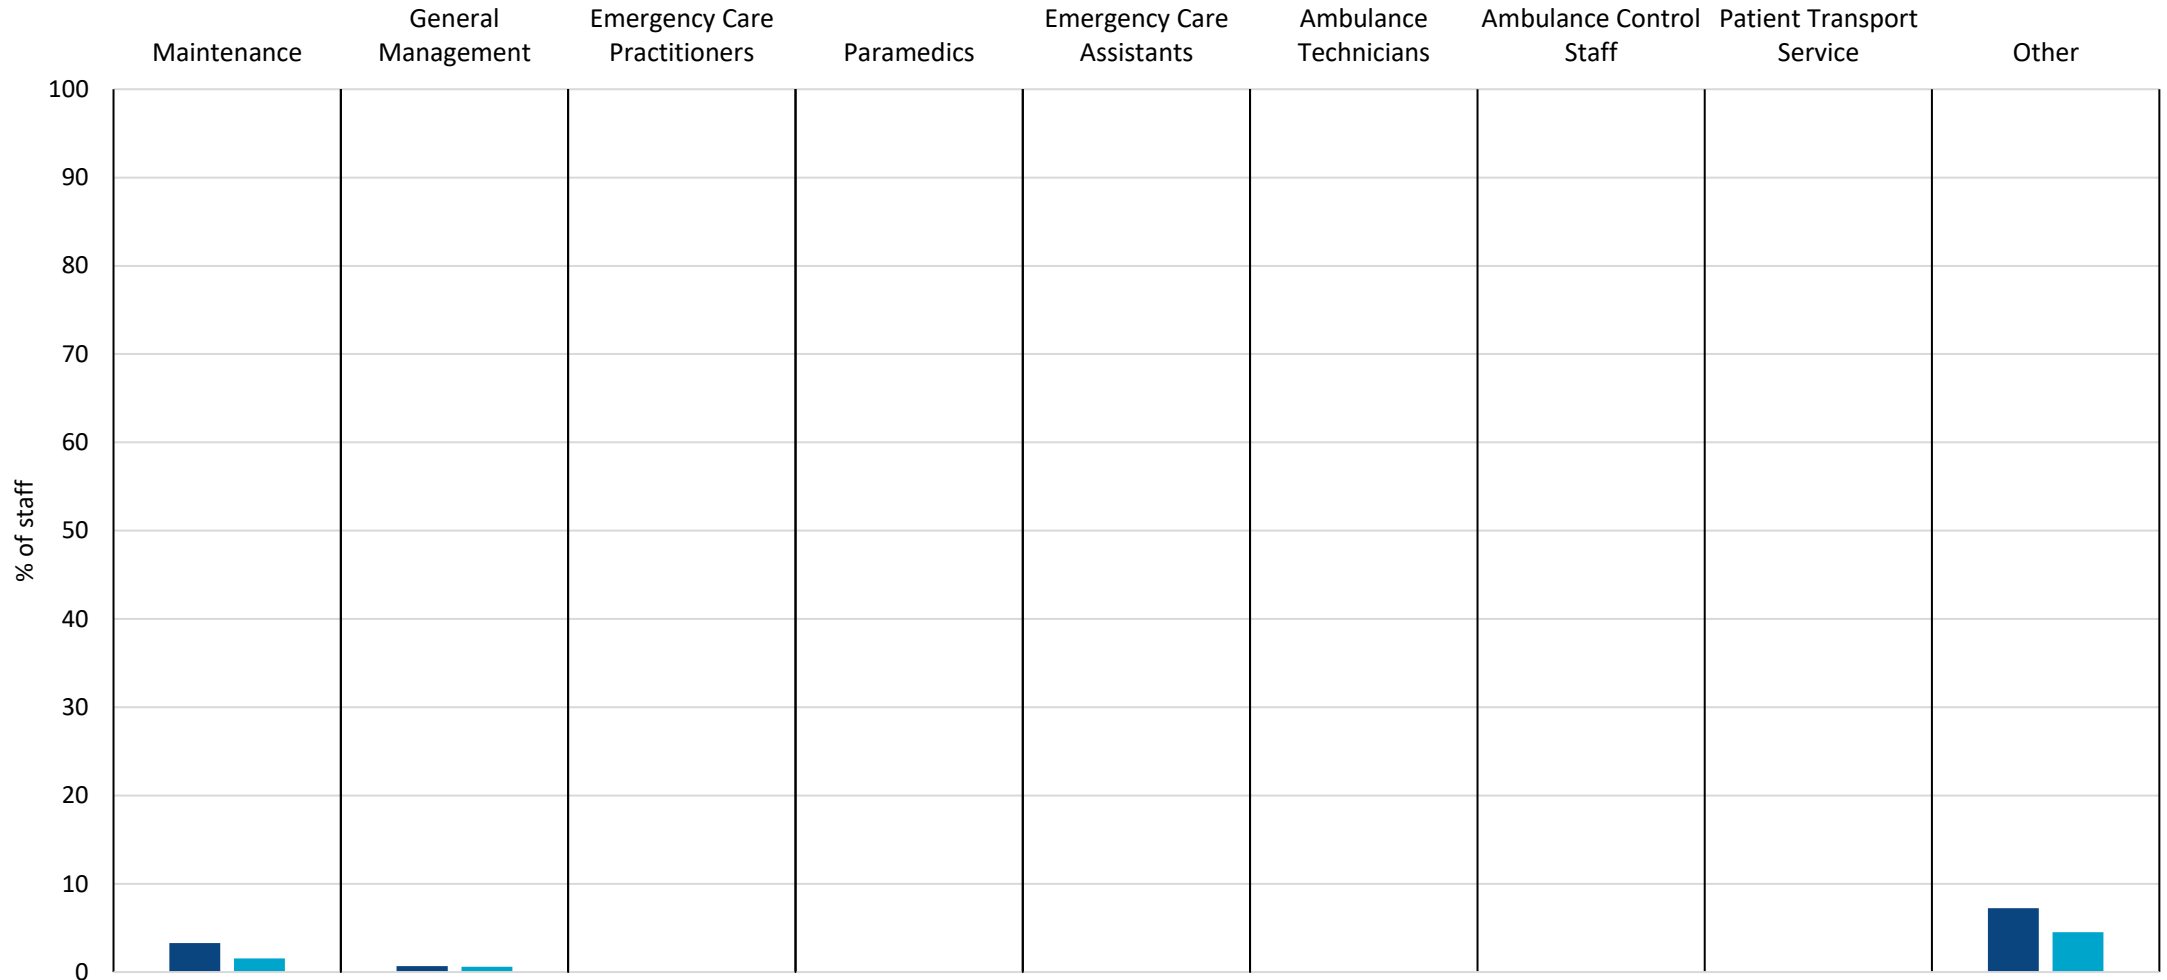 Maintenance
General
Management
Emergency Care
Practitioners
Paramedics
Emergency Care
Assistants
Ambulance
Technicians
Ambulance Control
Staff
Patient Transport
Service
Other
% of staff
100
90
80
70
60
50
40
30
20
10
0